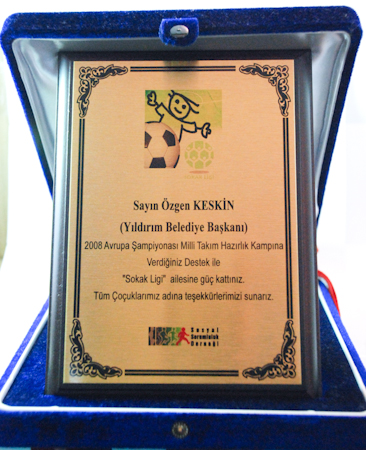 Sayın Özgen KESKİN
(Yıldırım Belediye Başkanı)
2008 Avrupa Şampiyonası Milli Takım Hazırlık Kampına
Verdiğiniz Destek ile
"Sokak Ligi" ailesine güç kattınız.
Tüm Çoçuklarımız adına teşekkürlerimizi sunarız.
Sosyal
Sorumluluk
Derneği